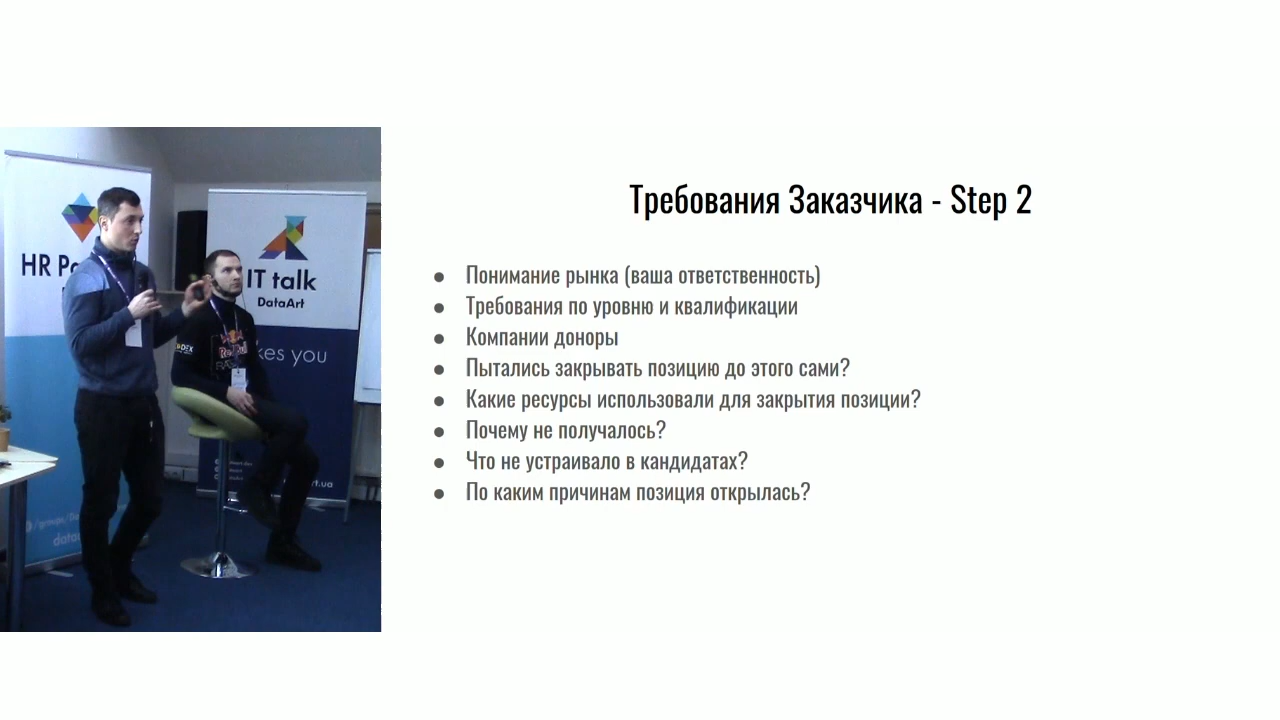 HR
IT talk
DataArt
kes you
Red Bull
Требования Заказчика - Step 2
● Понимание рынка (ваша ответственность)
● Требования по уровню и квалификации
● Компании доноры
● Пытались закрывать позицию до этого сами?
● Какие ресурсы использовали для закрытия позиции?
● Почему не получалось?
● Что не устраивало в кандидатах?
● По каким причинам позиция открылась?